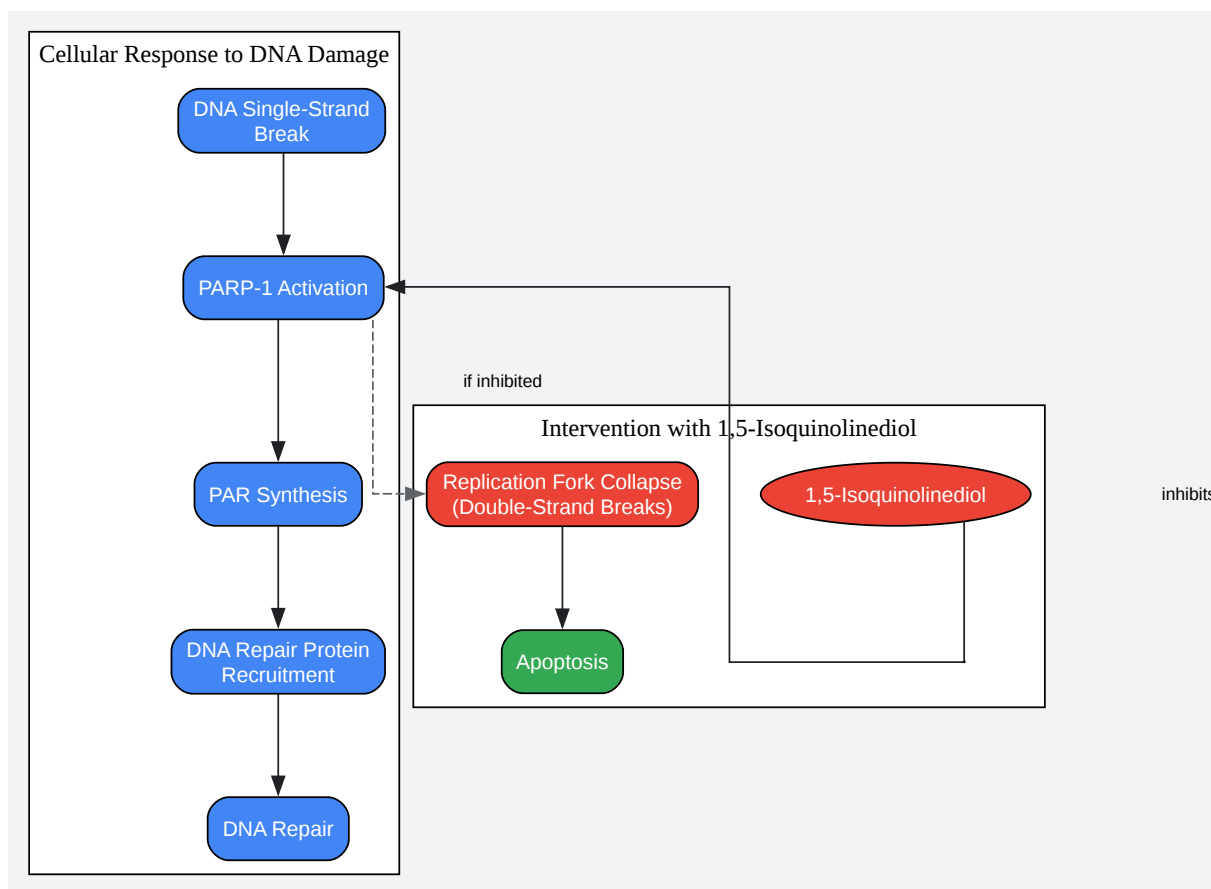 Cellular Response to DNA Damage
DNA Single-Strand
Break
PARP-1 Activation
PAR Synthesis
DNA Repair Protein
Recruitment
DNA Repair
if inhibited
Intervention with 1,5-Isoquinolinediol
Replication Fork Collapse
(Double-Strand Breaks)
1,5-Isoquinolinediol
Apoptosis
inhibits